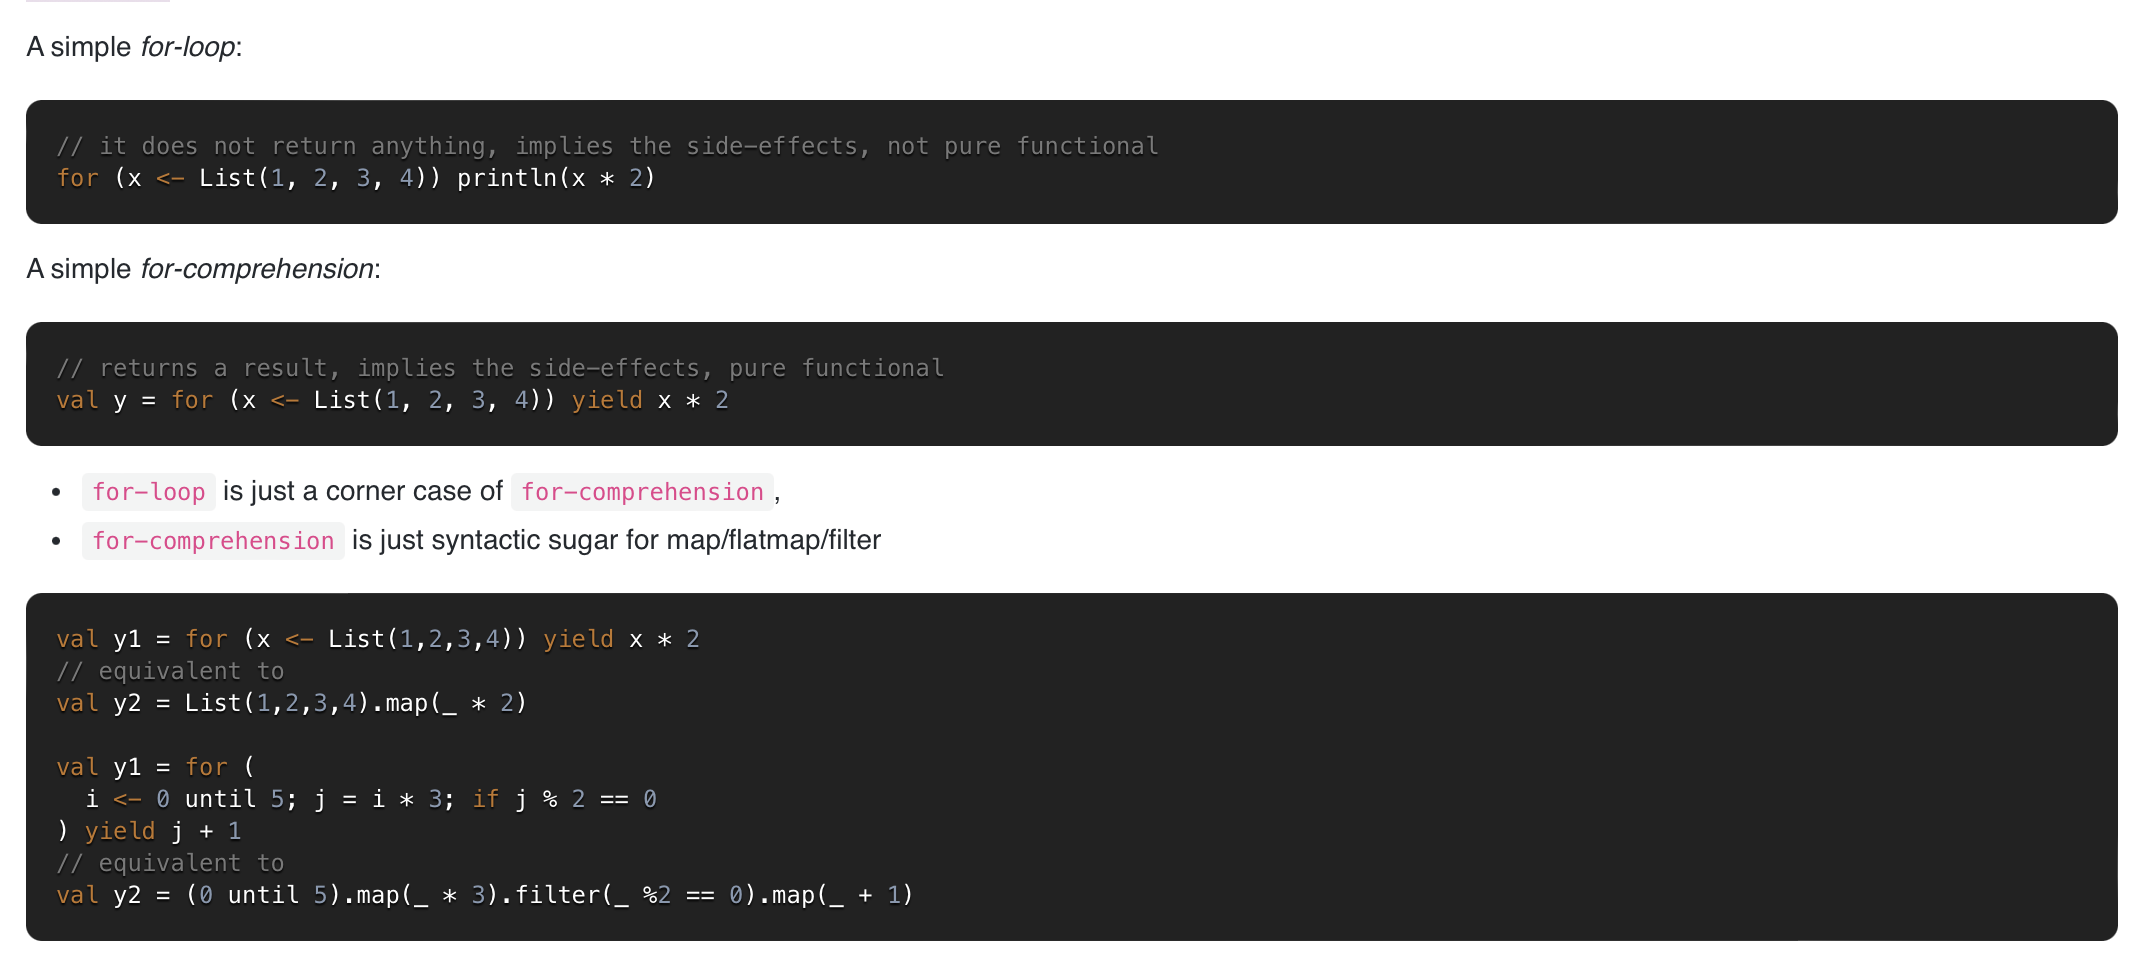 A simple for-loop:
// it does not return anything, implies the side-effects, not pure functional
for (x <- List(1, 2, 3, 4)) println(x * 2)
A simple for-comprehension:
// returns a result, implies the side-effects, pure functional
val y = for (x <- List(1, 2, 3, 4)) yield x * 2
• for-loop is just a corner case of for-comprehension,
• for-comprehension is just syntactic sugar for map/flatmap/filter
val y1 = for (x <- List(1,2,3,4)) yield x * 2
// equivalent to
val y2 = List(1,2,3,4).map(_ * 2)
val y1 = for (
  i <- 0 until 5; j = i * 3; if j % 2 == 0
) yield j + 1
// equivalent to
val y2 = (0 until 5).map(_ * 3).filter(_ %2 == 0).map(_ + 1)